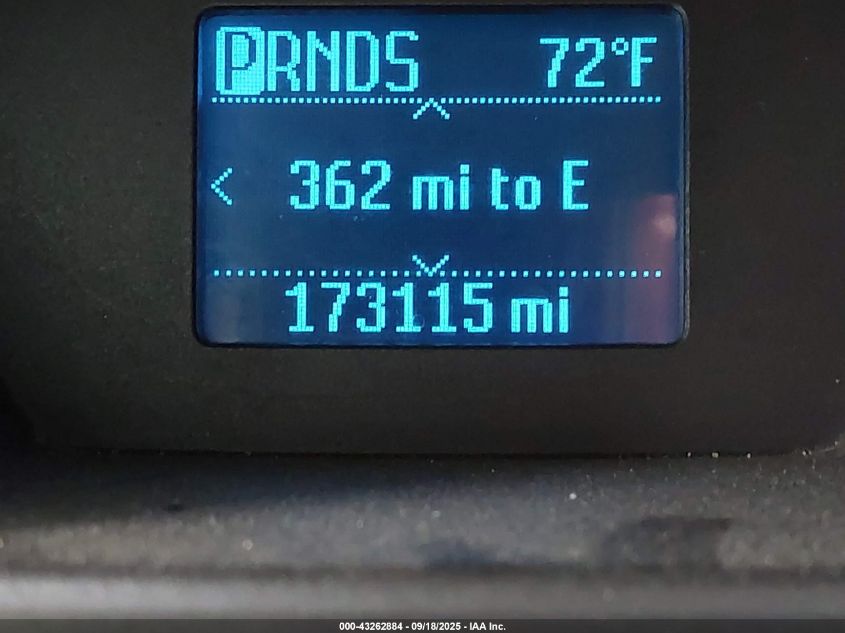 PRNDS 72°F
< 362 mi to E
173115 mi
000-43262884 - 09/18/2025 - IAA Inc.